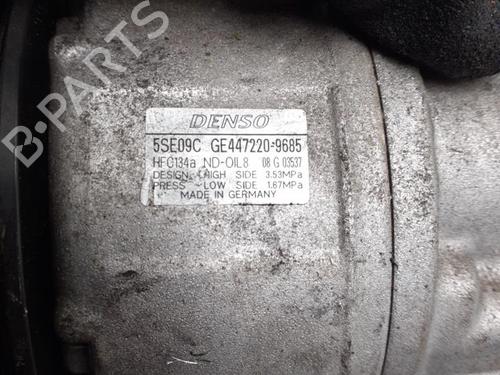 DENSO
5SE09C GE447220-9685
HFC134a ND-OIL8 08 G 03537
DESIGN HIGH SIDE 3.53MPa
PRESS LOW SIDE 1.67MPa
MADE IN GERMANY
B-PARTS